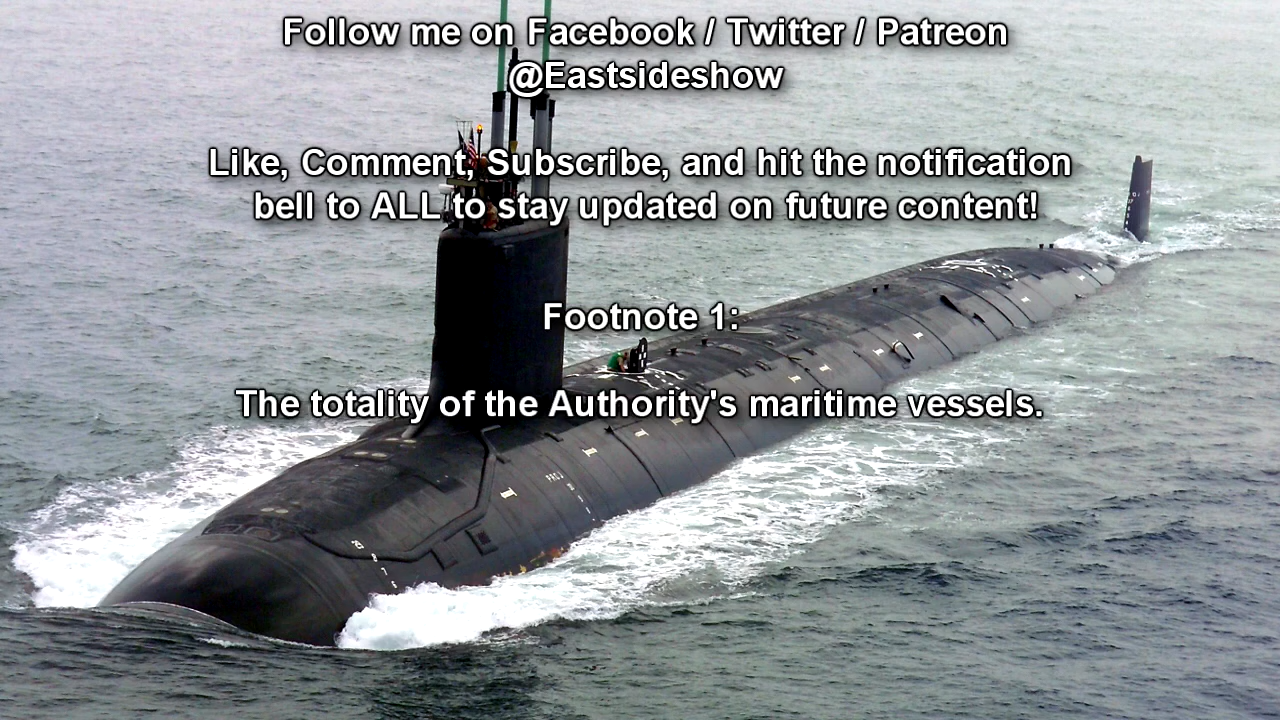 Follow me on Facebook / Twitter / Patreon
@Eastsideshow
Like, Comment, Subscribe, and hit the notification
bell to ALL to stay updated on future content!
Footnote 1:
The totality of the Authority's maritime vessels.